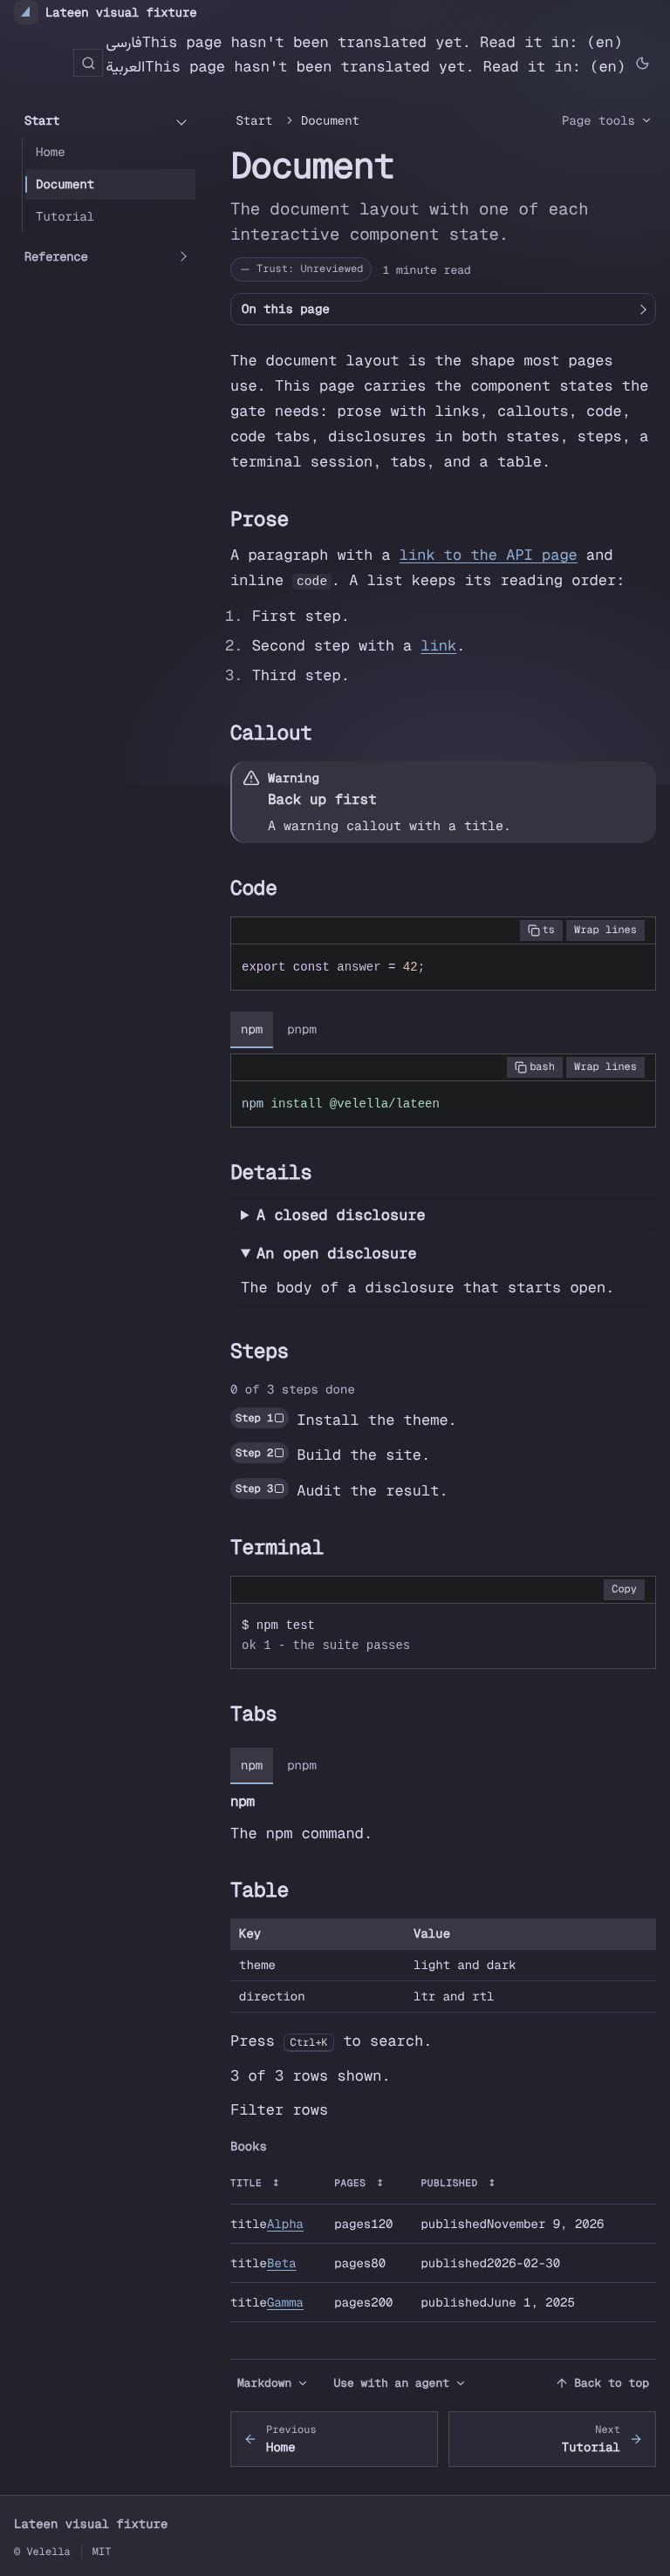 Lateen visual fixture
فارسیThis page hasn't been translated yet. Read it in: (en)
العربيةThis page hasn't been translated yet. Read it in: (en)
Start
Home
Document
Tutorial
Reference
Start > Document
Page tools
Document
The document layout with one of each
interactive component state.
— Trust: Unreviewed
1 minute read
On this page
The document layout is the shape most pages
use. This page carries the component states the
gate needs: prose with links, callouts, code,
code tabs, disclosures in both states, steps, a
terminal session, tabs, and a table.
Prose
A paragraph with a link to the API page and
inline code. A list keeps its reading order:
1. First step.
2. Second step with a link.
3. Third step.
Callout
Warning
Back up first
A warning callout with a title.
Code
ts Wrap lines
export const answer = 42;
npm pnpm
bash Wrap lines
npm install @velella/lateen
Details
▶ A closed disclosure
▼ An open disclosure
The body of a disclosure that starts open.
Steps
0 of 3 steps done
Step 1 Install the theme.
Step 2 Build the site.
Step 3 Audit the result.
Terminal
Copy
$ npm test
ok 1 - the suite passes
Tabs
npm pnpm
npm
The npm command.
Table
Key Value
theme light and dark
direction ltr and rtl
Press Ctrl+K to search.
3 of 3 rows shown.
Filter rows
Books
TITLE ↕ PAGES ↕ PUBLISHED ↕
titleAlpha pages120 publishedNovember 9, 2026
titleBeta pages80 published2026-02-30
titleGamma pages200 publishedJune 1, 2025
Markdown Use with an agent ↑ Back to top
← Previous
Home
Next →
Tutorial
Lateen visual fixture
© Velella MIT